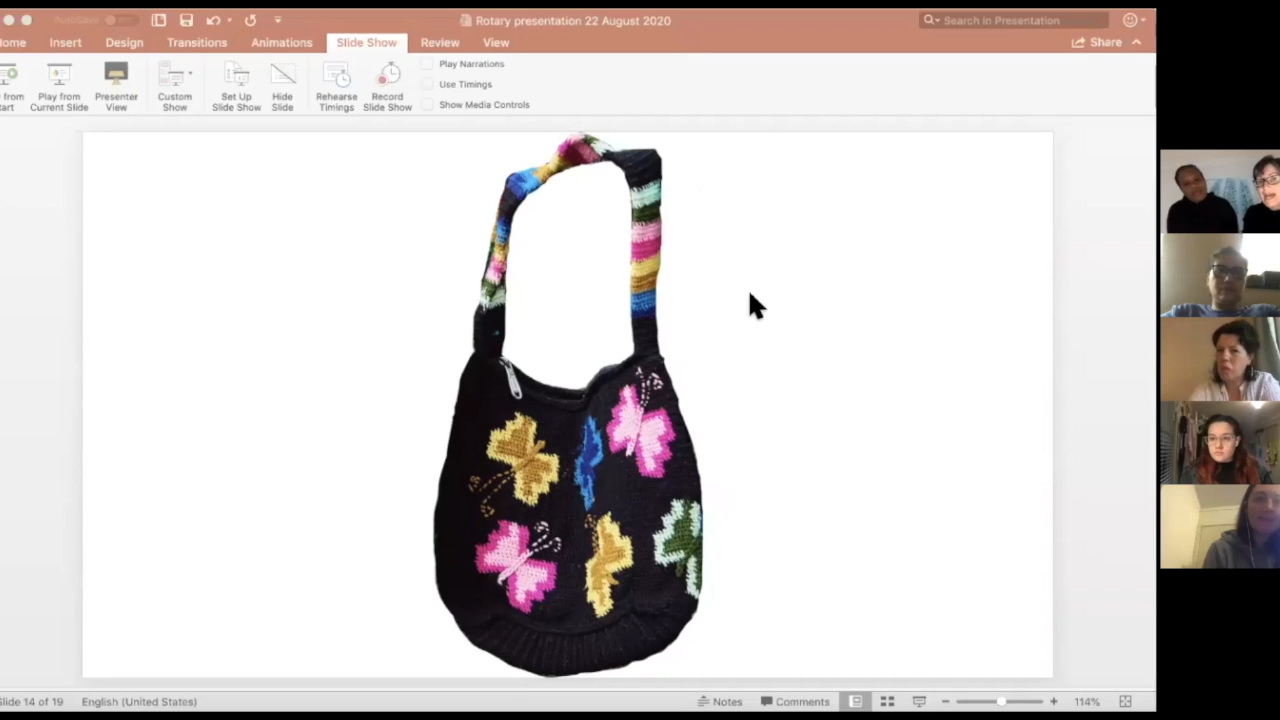 AutoSave
Rotary presentation 22 August 2020
Search in Presentation
Home Insert Design Transitions Animations Slide Show Review View
Share
from Play from Presenter Custom Set Up Hide Rehearse Record
Current Slide View Show Slide Show Slide Timings Slide Show
Play Narrations
Use Timings
Show Media Controls
Slide 14 of 19 English (United States) Notes Comments 114%